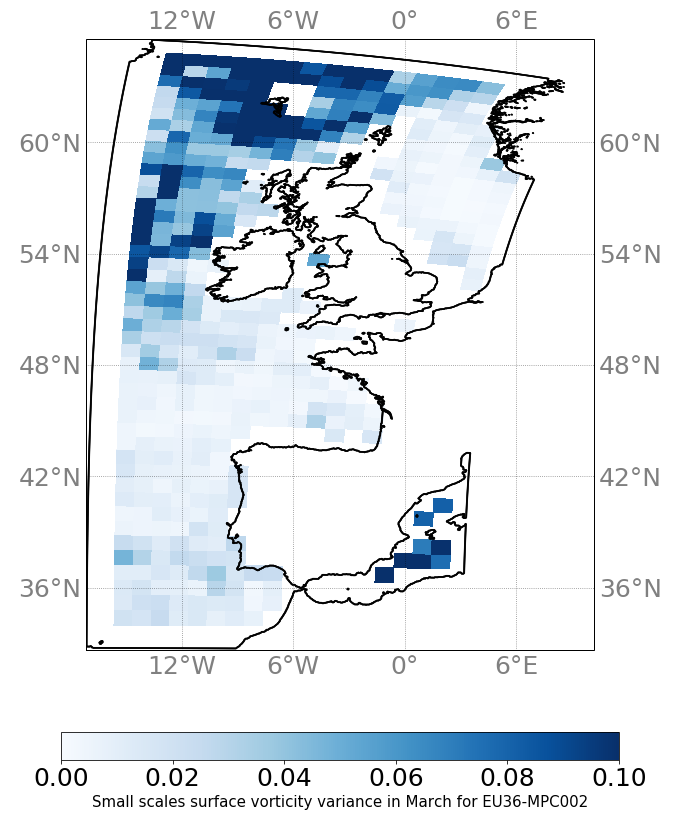 12°W 6°W 0° 6°E
60°N 60°N
54°N 54°N
48°N 48°N
42°N 42°N
36°N 36°N
12°W 6°W 0° 6°E
0.00 0.02 0.04 0.06 0.08 0.10
Small scales surface vorticity variance in March for EU36-MPC002